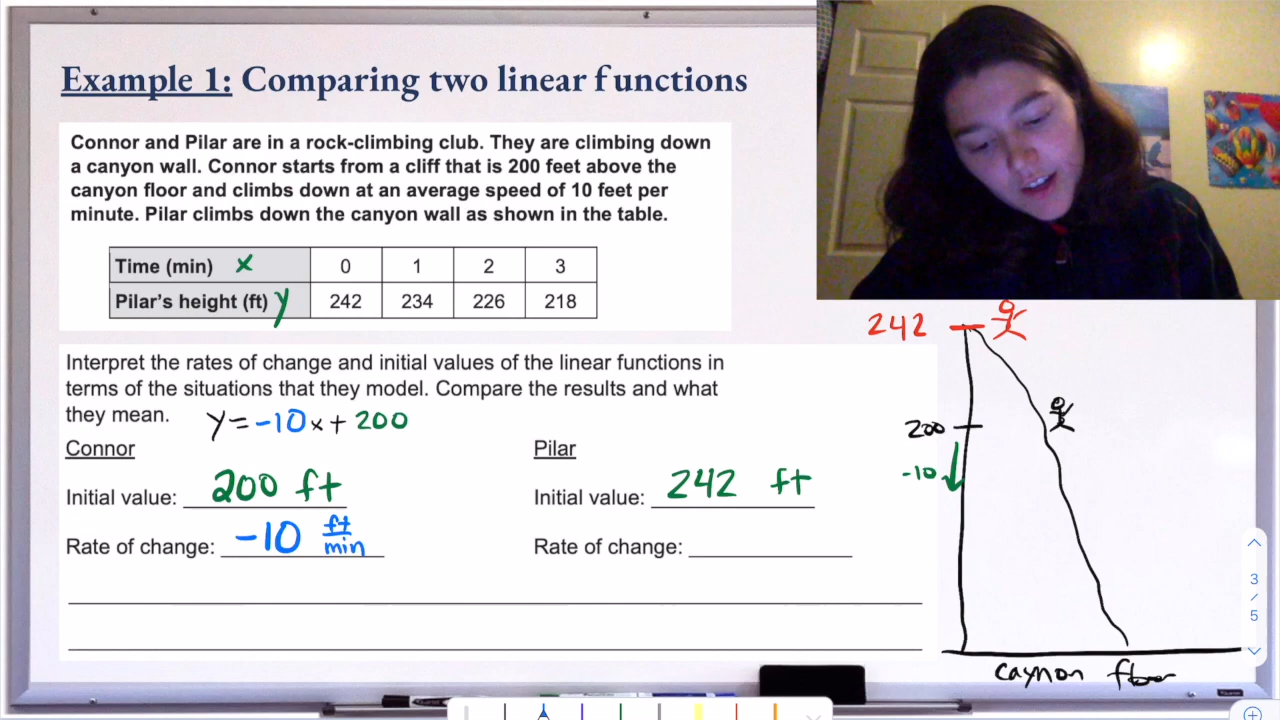 Example 1: Comparing two linear functions
Connor and Pilar are in a rock-climbing club. They are climbing down
a canyon wall. Connor starts from a cliff that is 200 feet above the
canyon floor and climbs down at an average speed of 10 feet per
minute. Pilar climbs down the canyon wall as shown in the table.
Time (min) x 0 1 2 3
Pilar's height (ft) y 242 234 226 218
242
Interpret the rates of change and initial values of the linear functions in
terms of the situations that they model. Compare the results and what
they mean. y = -10x + 200
200
-10
Connor
Initial value: 200 ft
Rate of change: -10 ft/min
Pilar
Initial value: 242 ft
Rate of change:
caynon floor
3
/
5